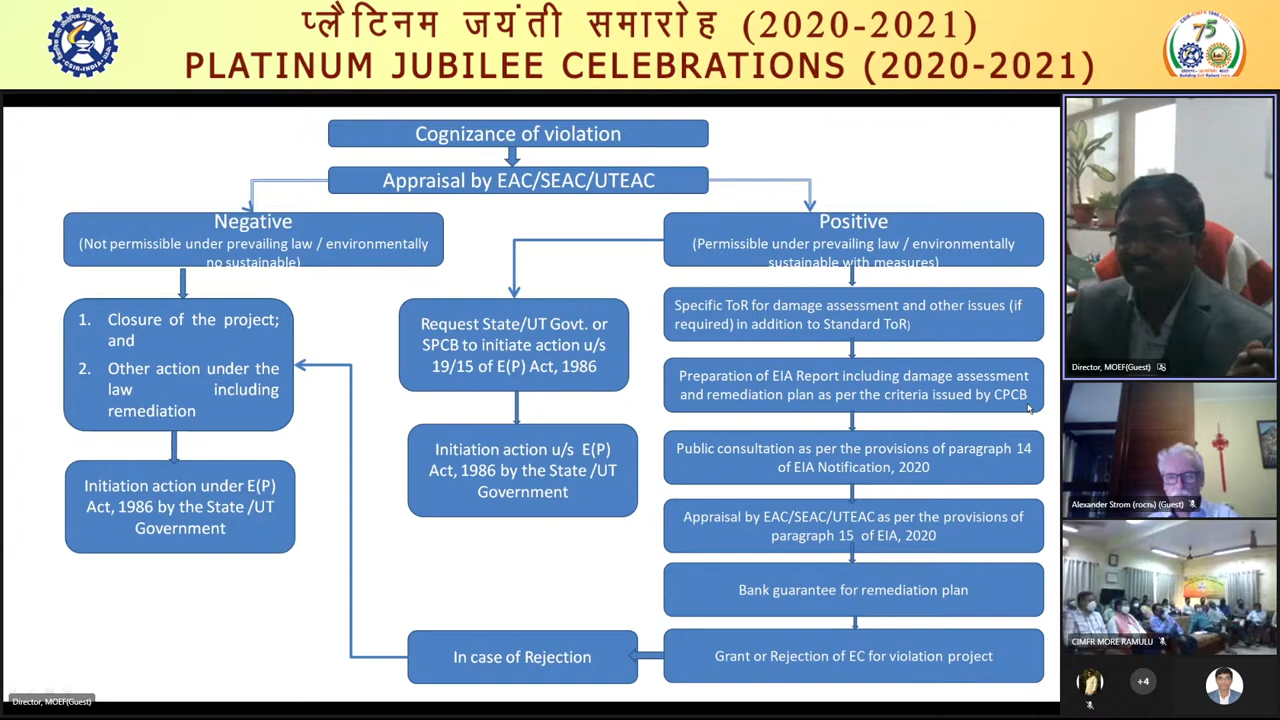 प्लैटिनम जयंती समारोह (2020-2021)
PLATINUM JUBILEE CELEBRATIONS (2020-2021)
CSIR-INDIA
75
Cognizance of violation
Appraisal by EAC/SEAC/UTEAC
Negative
(Not permissible under prevailing law / environmentally
no sustainable)
Positive
(Permissible under prevailing law / environmentally
sustainable with measures)
1. Closure of the project;
and
2. Other action under the
law including
remediation
Initiation action under E(P)
Act, 1986 by the State /UT
Government
Request State/UT Govt. or
SPCB to initiate action u/s
19/15 of E(P) Act, 1986
Initiation action u/s E(P)
Act, 1986 by the State /UT
Government
Specific ToR for damage assessment and other issues (if
required) in addition to Standard ToR)
Preparation of EIA Report including damage assessment
and remediation plan as per the criteria issued by CPCB
Public consultation as per the provisions of paragraph 14
of EIA Notification, 2020
Appraisal by EAC/SEAC/UTEAC as per the provisions of
paragraph 15 of EIA, 2020
Bank guarantee for remediation plan
Grant or Rejection of EC for violation project
In case of Rejection
Director, MOEF(Guest)
Director, MOEF(Guest)
Alexander Strom (гость) (Guest)
CIMFR MORE RAMULU
+4